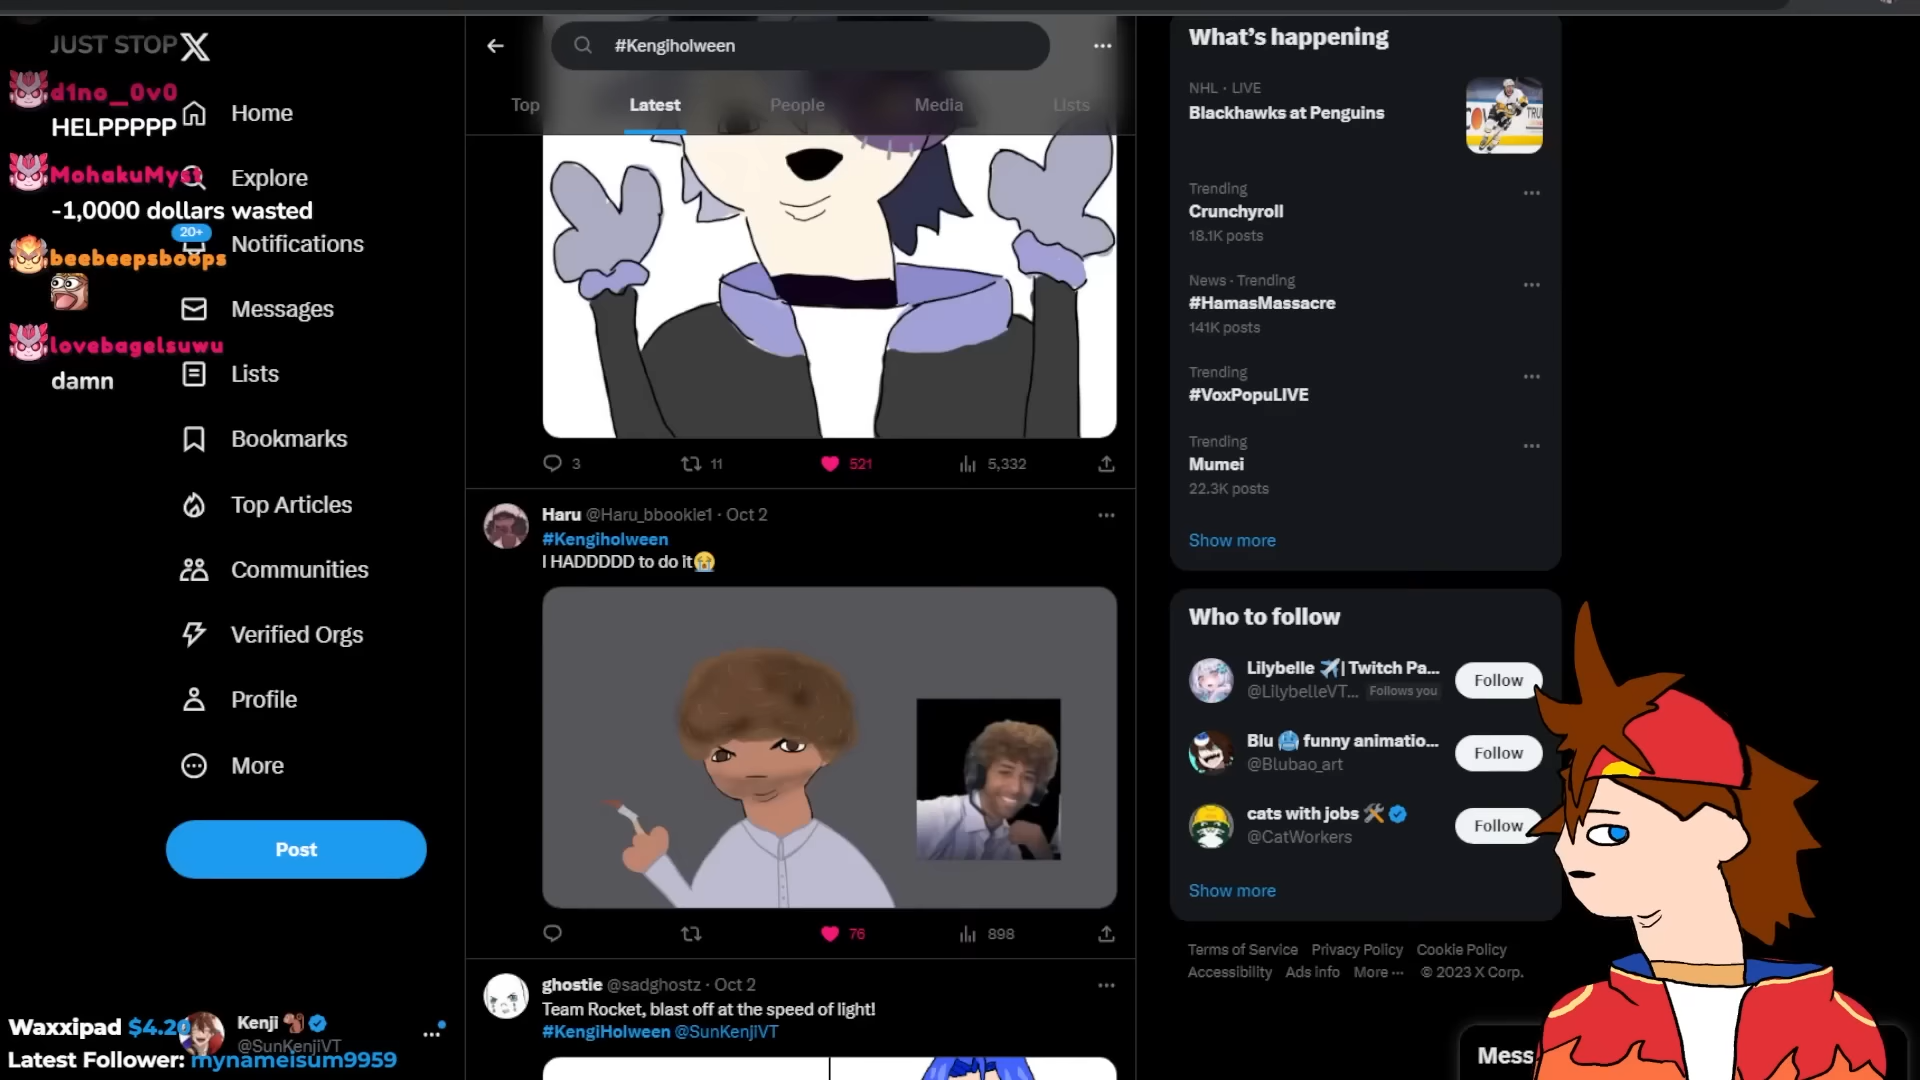 JUST STOP
d1no__0v0
HELPPPPP
MohakuMyst
-1,0000 dollars wasted
beebeepsboops
lovebagelsuwu
damn
Home
Explore
20+
Notifications
Messages
Lists
Bookmarks
Top Articles
Communities
Verified Orgs
Profile
More
Post
Waxxipad $4.20
Kenji
@SunKenjiVT
Latest Follower: mynameisum9959
#Kengiholween
Top
Latest
People
Media
Lists
3
11
521
5,332
Haru @Haru_bbookie1 · Oct 2
#Kengiholween
I HADDDDD to do it
76
898
ghostie @sadghostz · Oct 2
Team Rocket, blast off at the speed of light!
#KengiHolween @SunKenjiVT
What's happening
NHL · LIVE
Blackhawks at Penguins
Trending
Crunchyroll
18.1K posts
News · Trending
#HamasMassacre
141K posts
Trending
#VoxPopuLIVE
Trending
Mumei
22.3K posts
Show more
Who to follow
Lilybelle | Twitch Pa...
@LilybelleVT... Follows you
Follow
Blu funny animatio...
@Blubao_art
Follow
cats with jobs
@CatWorkers
Follow
Show more
Terms of Service Privacy Policy Cookie Policy
Accessibility Ads info More ··· © 2023 X Corp.
Mess